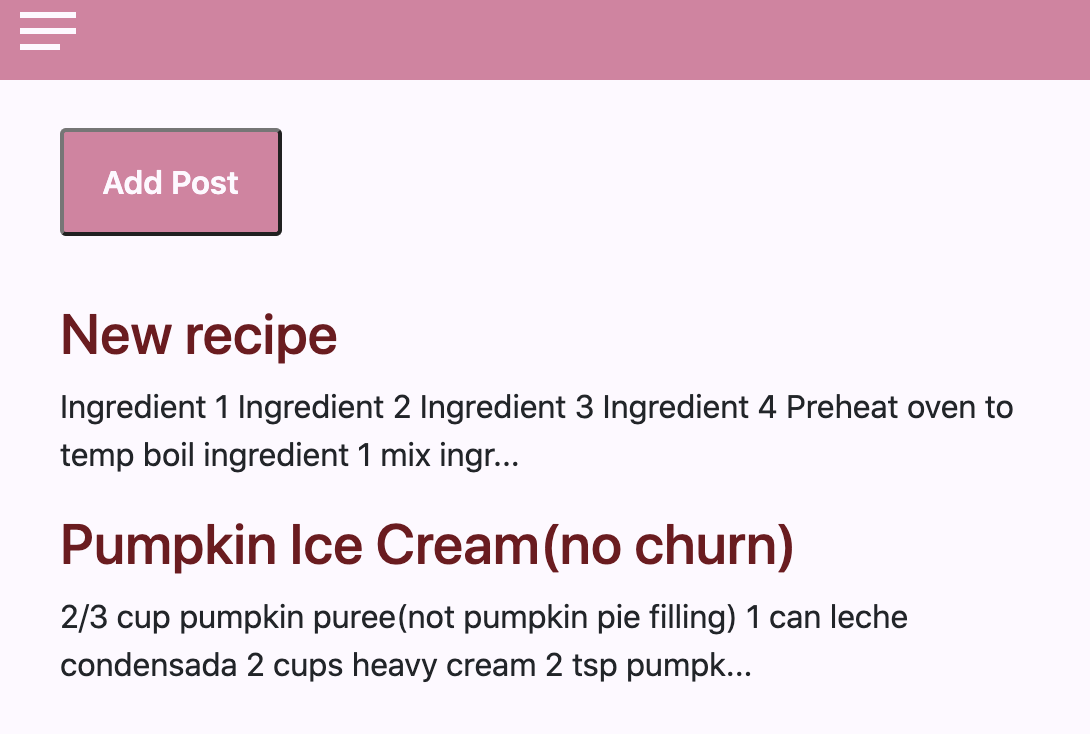 Add Post
New recipe
Ingredient 1 Ingredient 2 Ingredient 3 Ingredient 4 Preheat oven to
temp boil ingredient 1 mix ingr...
Pumpkin Ice Cream(no churn)
2/3 cup pumpkin puree(not pumpkin pie filling) 1 can leche
condensada 2 cups heavy cream 2 tsp pumpk...